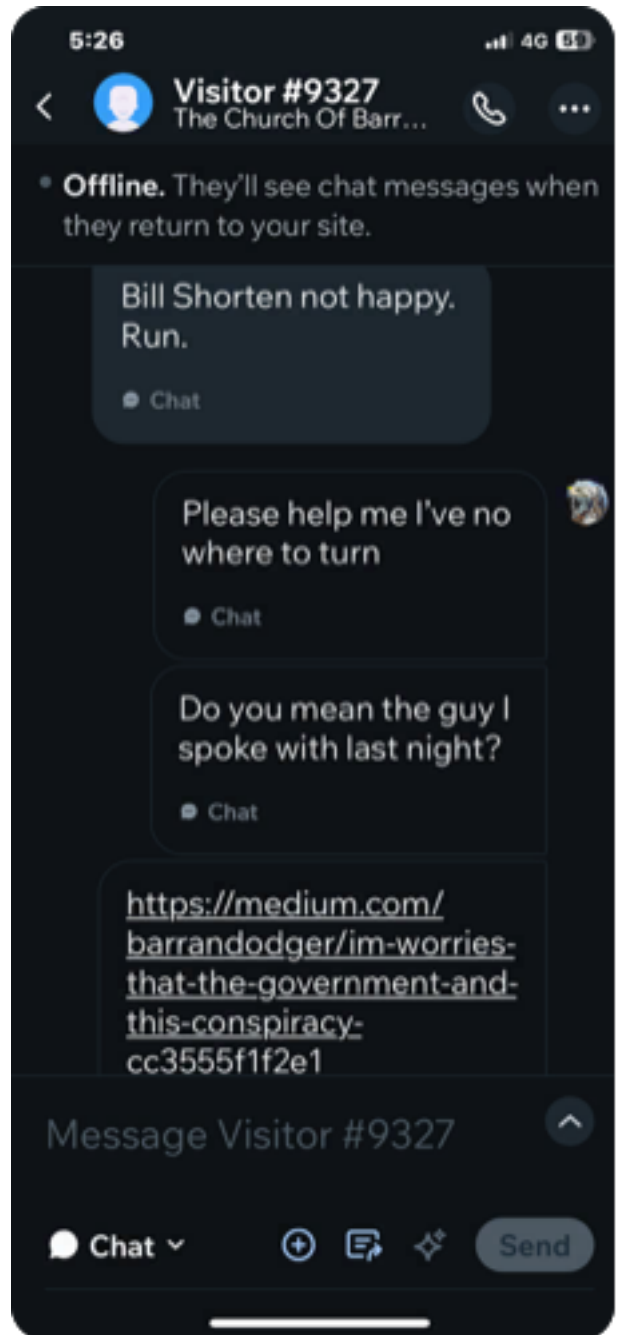 5:26 4G 59
Visitor #9327
The Church Of Barr...
Offline. They'll see chat messages when
they return to your site.
Bill Shorten not happy.
Run.
Chat
Please help me I've no
where to turn
Chat
Do you mean the guy I
spoke with last night?
Chat
https://medium.com/
barrandodger/im-worries-
that-the-government-and-
this-conspiracy-
cc3555f1f2e1
Message Visitor #9327
Chat Send